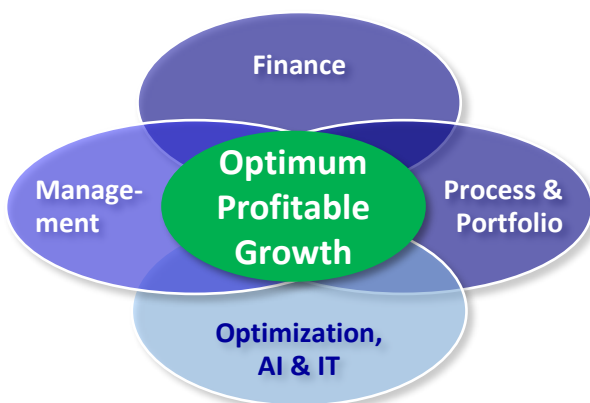 Finance
Manage-
ment
Optimum
Profitable
Growth
Process &
Portfolio
Optimization,
AI & IT